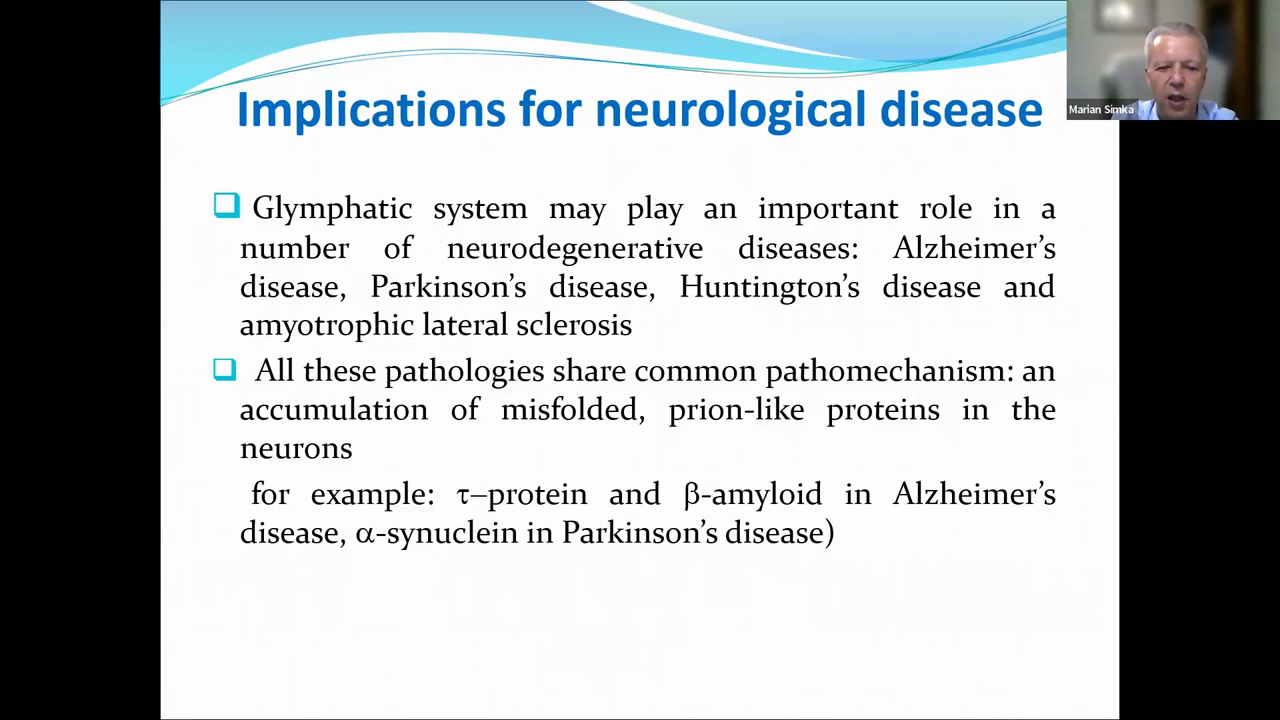 Implications for neurological disease
Marian Simka
Glymphatic system may play an important role in a
number of neurodegenerative diseases: Alzheimer’s
disease, Parkinson’s disease, Huntington’s disease and
amyotrophic lateral sclerosis
All these pathologies share common pathomechanism: an
accumulation of misfolded, prion-like proteins in the
neurons
for example: τ–protein and β-amyloid in Alzheimer’s
disease, α-synuclein in Parkinson’s disease)